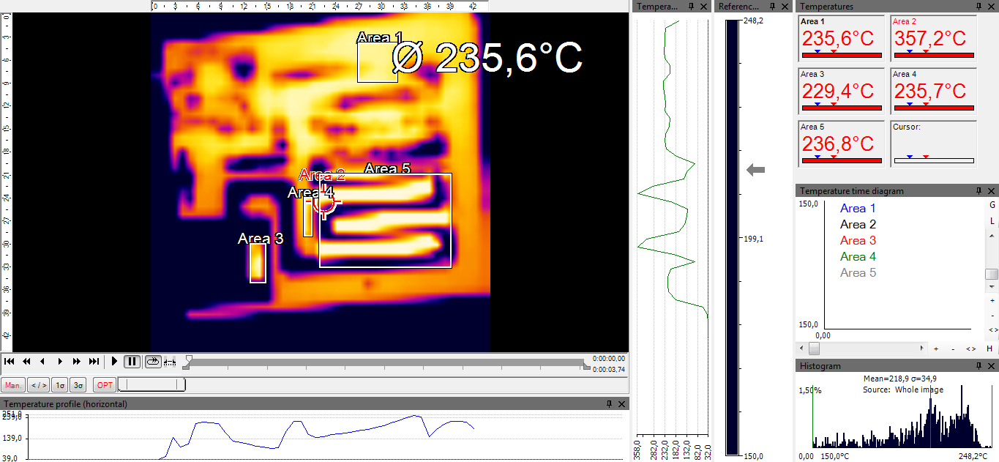 0 3 6 9 12 15 18 21 24 27 30 33 36 39 42
0 3 6 9 12 15 18 21 24 27 30 33 36 39 42
Area 1
Ø 235,6°C
Area 2
Area 5
Area 4
Area 3
Man. < / > 1σ 3σ OPT
0:00:00,00
0:00:03,74
Temperature profile (horizontal)
139,0
39,0
Tempera...
358,0 282,0 232,0 182,0 132,0 82,0 32,0
Referenc...
248,2
199,1
150,0
Temperatures
Area 1
235,6°C
Area 2
357,2°C
Area 3
229,4°C
Area 4
235,7°C
Area 5
236,8°C
Cursor:
Temperature time diagram
150,0
Area 1
Area 2
Area 3
Area 4
Area 5
150,0
0,00
G
L
+
-
< >
+ - < > H
Histogram
Mean=218,9 σ=34,9
Source: Whole image
1,50%
0,00 150,0°C 248,2°C